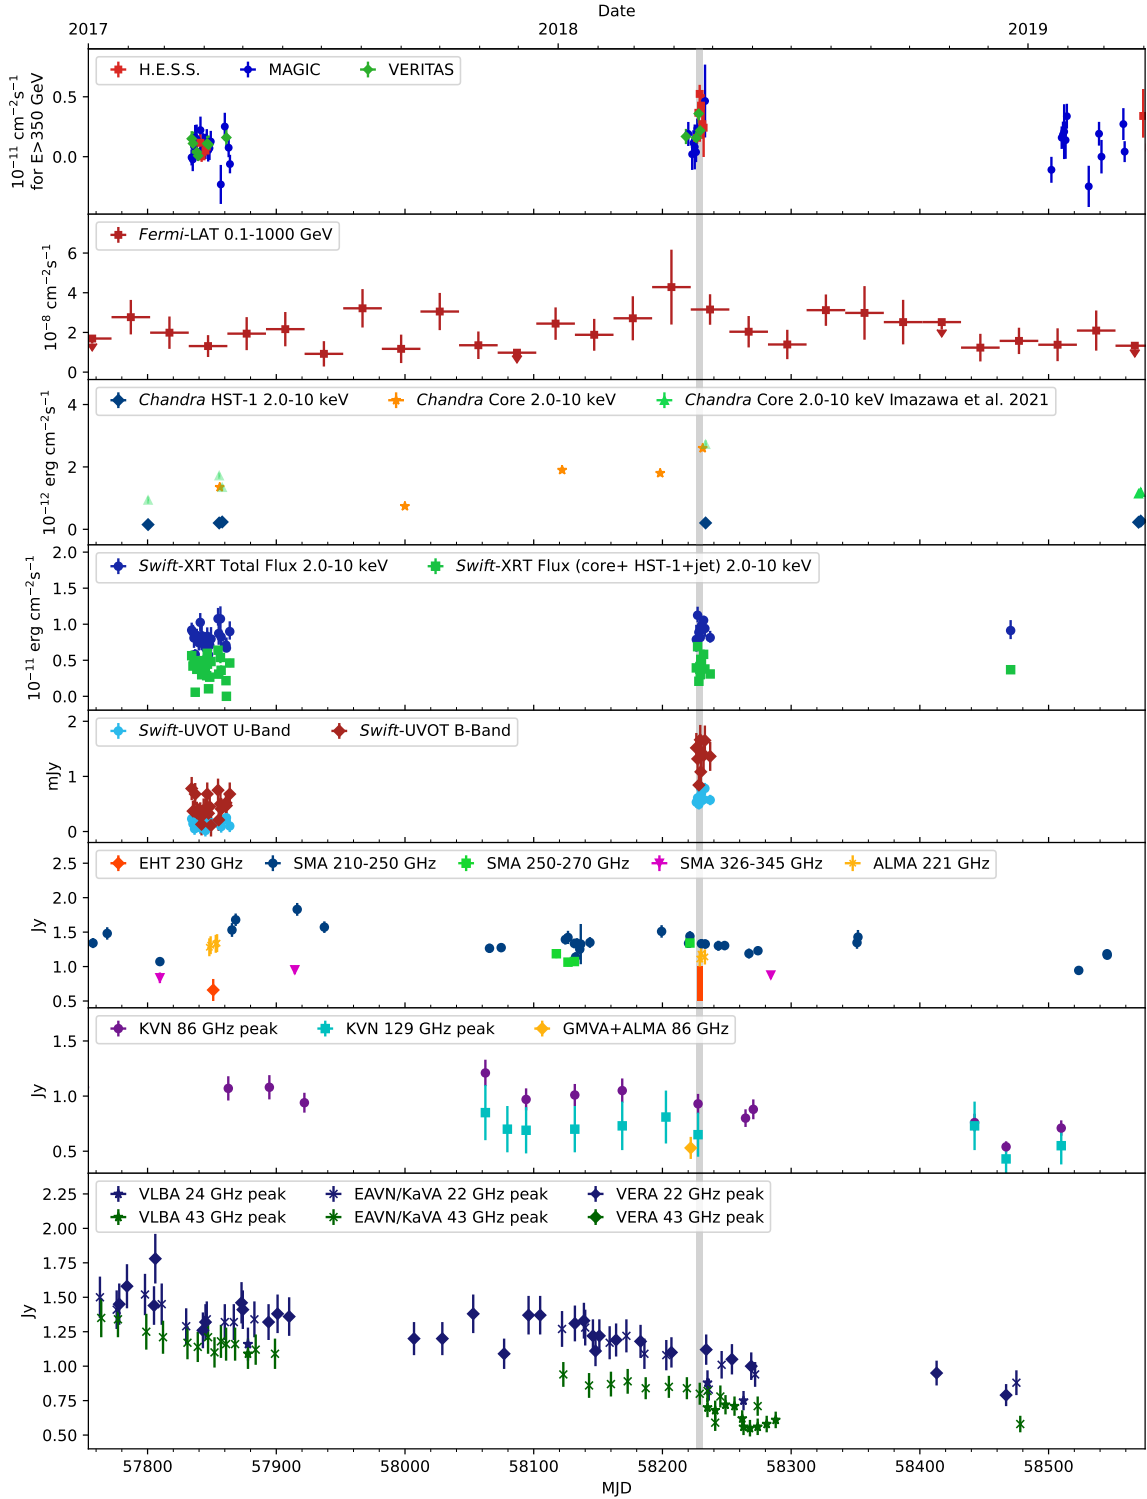 Date
2017 2018 2019
10⁻¹¹ cm⁻²s⁻¹
for E>350 GeV
H.E.S.S. MAGIC VERITAS
0.5
0.0
10⁻⁸ cm⁻²s⁻¹
Fermi-LAT 0.1-1000 GeV
6
4
2
0
10⁻¹² erg cm⁻²s⁻¹
Chandra HST-1 2.0-10 keV Chandra Core 2.0-10 keV Chandra Core 2.0-10 keV Imazawa et al. 2021
4
2
0
10⁻¹¹ erg cm⁻²s⁻¹
2.0
Swift-XRT Total Flux 2.0-10 keV Swift-XRT Flux (core+ HST-1+jet) 2.0-10 keV
1.5
1.0
0.5
0.0
mJy
2
Swift-UVOT U-Band Swift-UVOT B-Band
1
0
Jy
EHT 230 GHz SMA 210-250 GHz SMA 250-270 GHz SMA 326-345 GHz ALMA 221 GHz
2.5
2.0
1.5
1.0
0.5
Jy
KVN 86 GHz peak KVN 129 GHz peak GMVA+ALMA 86 GHz
1.5
1.0
0.5
Jy
2.25
VLBA 24 GHz peak EAVN/KaVA 22 GHz peak VERA 22 GHz peak
VLBA 43 GHz peak EAVN/KaVA 43 GHz peak VERA 43 GHz peak
2.00
1.75
1.50
1.25
1.00
0.75
0.50
57800 57900 58000 58100 58200 58300 58400 58500
MJD